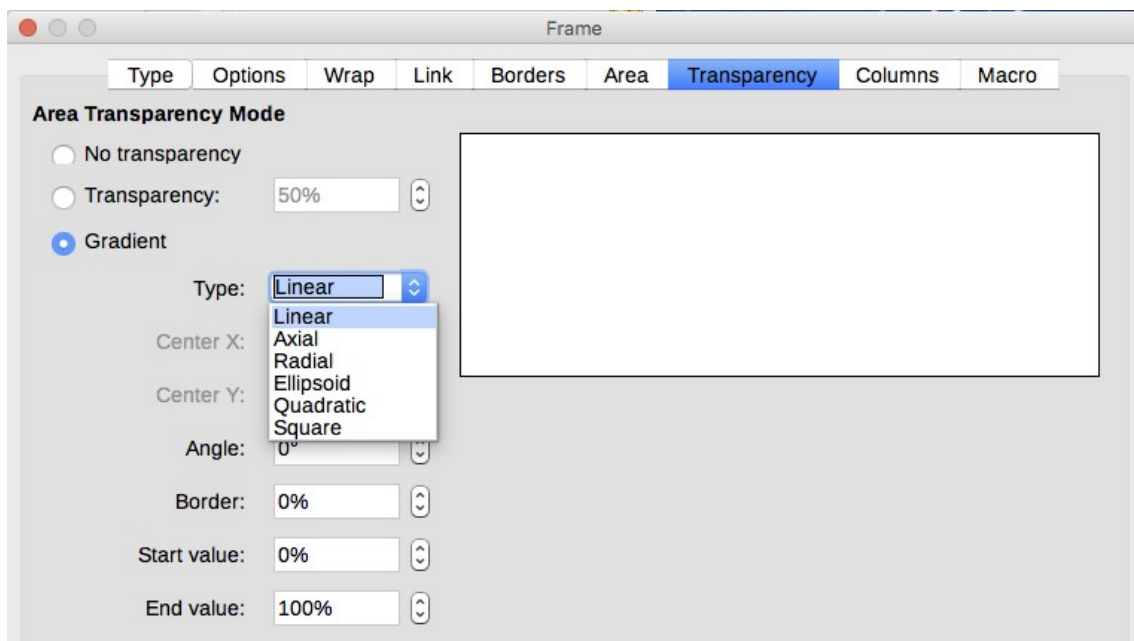 Frame
Type Options Wrap Link Borders Area Transparency Columns Macro
Area Transparency Mode
No transparency
Transparency: 50%
Gradient
Type: Linear
Linear
Center X:
Axial
Radial
Ellipsoid
Center Y:
Quadratic
Square
Angle: 0°
Border: 0%
Start value: 0%
End value: 100%